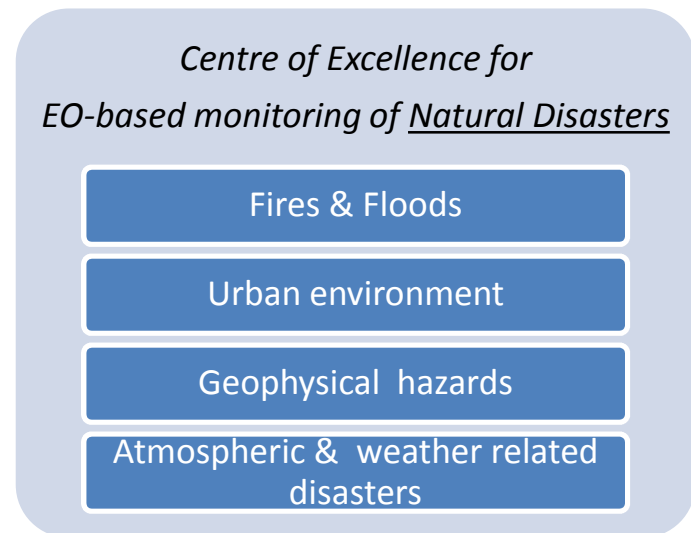 Centre of Excellence for
EO-based monitoring of Natural Disasters
Fires & Floods
Urban environment
Geophysical  hazards
Atmospheric &  weather related
disasters